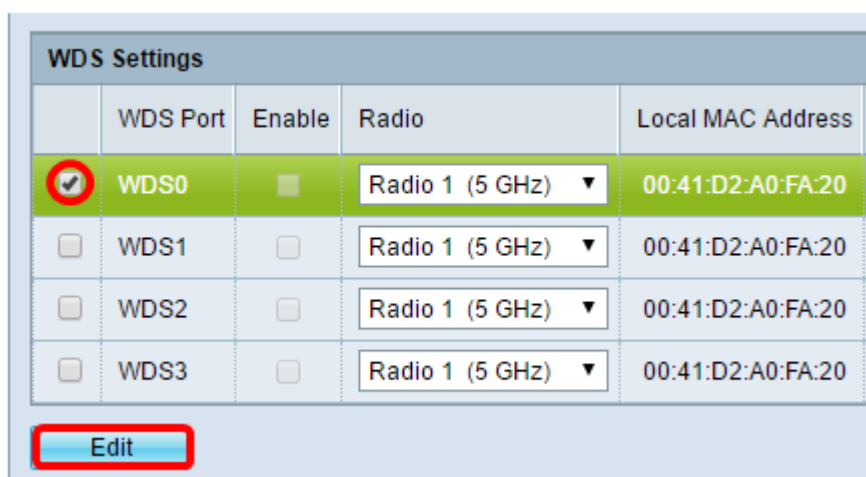 WDS Settings
WDS Port Enable Radio Local MAC Address
WDS0 Radio 1 (5 GHz) 00:41:D2:A0:FA:20
WDS1 Radio 1 (5 GHz) 00:41:D2:A0:FA:20
WDS2 Radio 1 (5 GHz) 00:41:D2:A0:FA:20
WDS3 Radio 1 (5 GHz) 00:41:D2:A0:FA:20
Edit